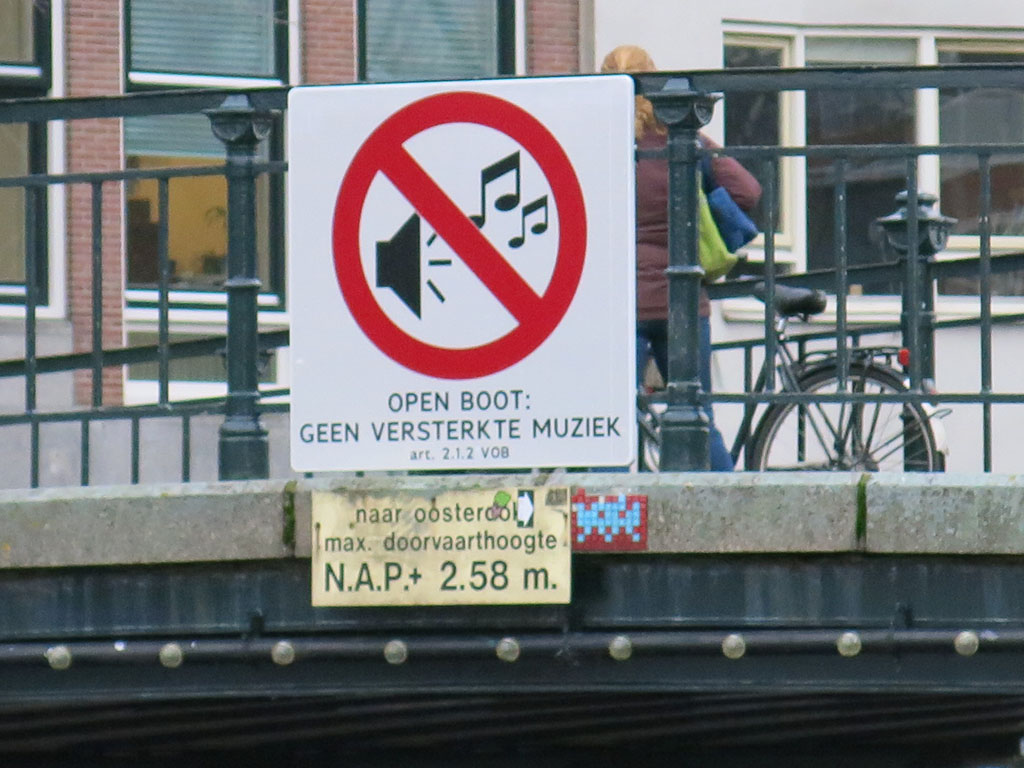 OPEN BOOT:
GEEN VERSTERKTE MUZIEK
art. 2.1.2 VOB
naar oosterdok
max. doorvaarthoogte
N.A.P.+ 2.58 m.